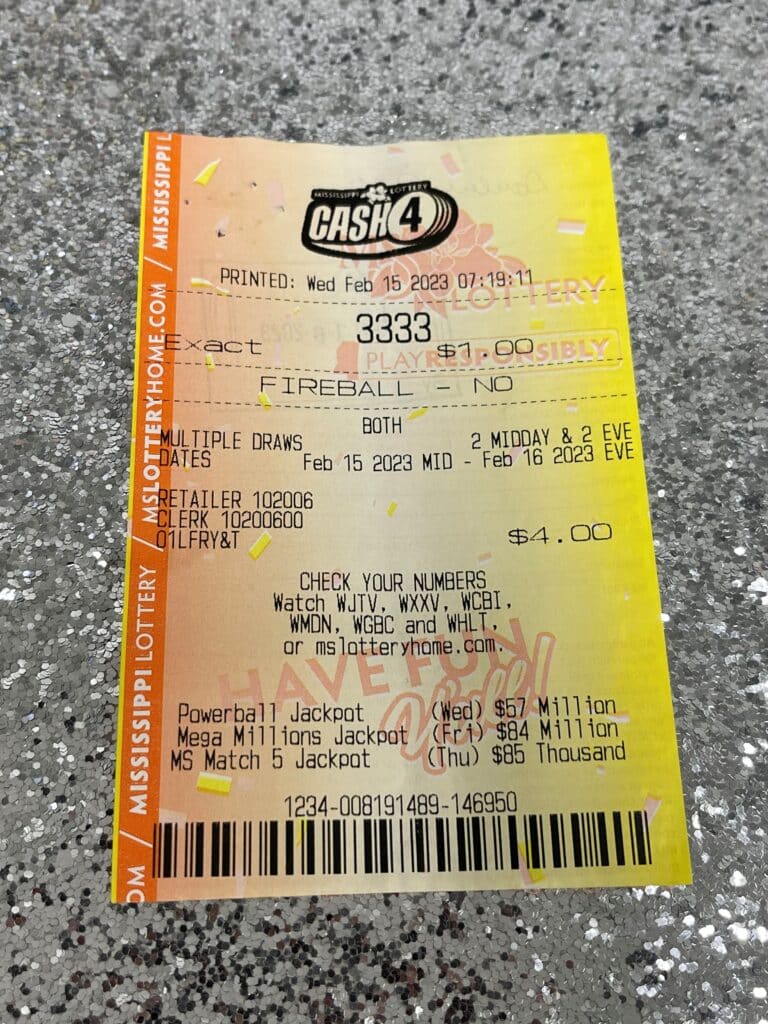 MISSISSIPPI LOTTERY
CASH 4
PRINTED: Wed Feb 15 2023 07:19:11
LOTTERY
3333
Exact $1.00
PLAY RESPONSIBLY
FIREBALL - NO
BOTH
MULTIPLE DRAWS 2 MIDDAY & 2 EVE
DATES Feb 15 2023 MID - Feb 16 2023 EVE
RETAILER 102006
CLERK 10200600
01LFRY&T $4.00
CHECK YOUR NUMBERS
Watch WJTV, WXXV, WCBI,
WMDN, WGBC and WHLT,
or mslotteryhome.com.
HAVE FUN
Y'all!
Powerball Jackpot (Wed) $57 Million
Mega Millions Jackpot (Fri) $84 Million
MS Match 5 Jackpot (Thu) $85 Thousand
1234-008191489-146950
OM / MISSISSIPPI LOTTERY / MSLOTTERYHOME.COM / MISSISSIPPI L